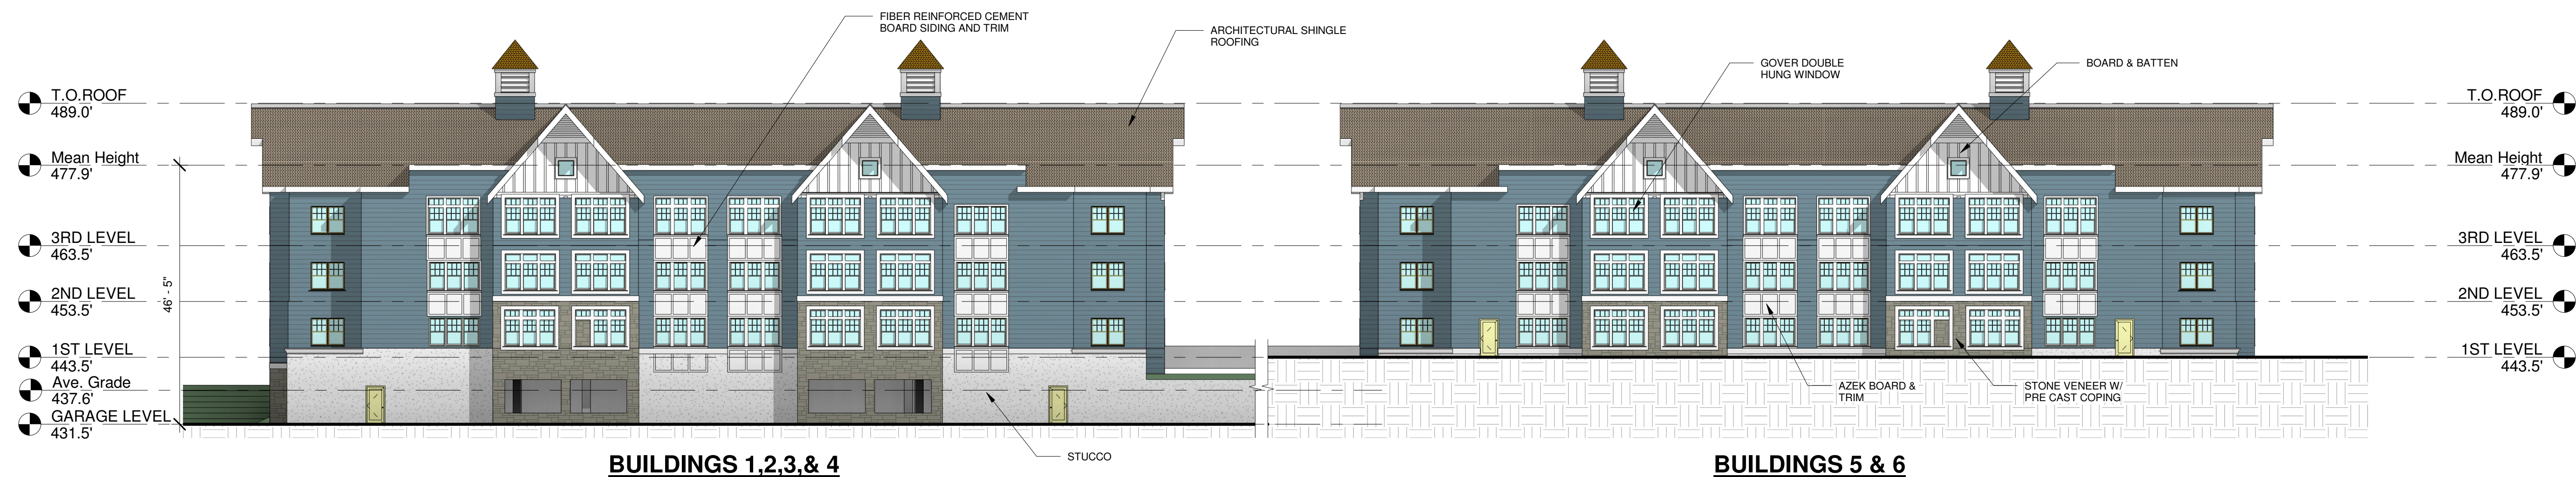 FIBER REINFORCED CEMENT
BOARD SIDING AND TRIM
ARCHITECTURAL SHINGLE
ROOFING
GOVER DOUBLE
HUNG WINDOW
BOARD & BATTEN
T.O.ROOF
489.0'
Mean Height
477.9'
3RD LEVEL
463.5'
2ND LEVEL
453.5'
1ST LEVEL
443.5'
Ave. Grade
437.6'
GARAGE LEVEL
431.5'
46' - 5"
T.O.ROOF
489.0'
Mean Height
477.9'
3RD LEVEL
463.5'
2ND LEVEL
453.5'
1ST LEVEL
443.5'
AZEK BOARD &
TRIM
STONE VENEER W/
PRE CAST COPING
STUCCO
BUILDINGS 1,2,3,& 4
BUILDINGS 5 & 6